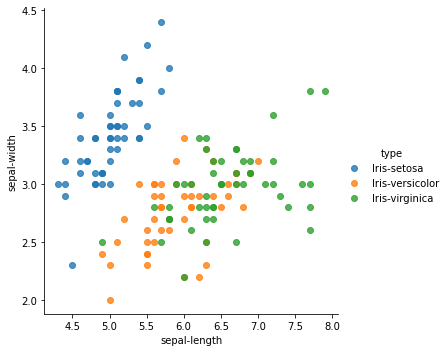 4.5
4.0
3.5
3.0
2.5
2.0
sepal-width
4.5 5.0 5.5 6.0 6.5 7.0 7.5 8.0
sepal-length
type
Iris-setosa
Iris-versicolor
Iris-virginica